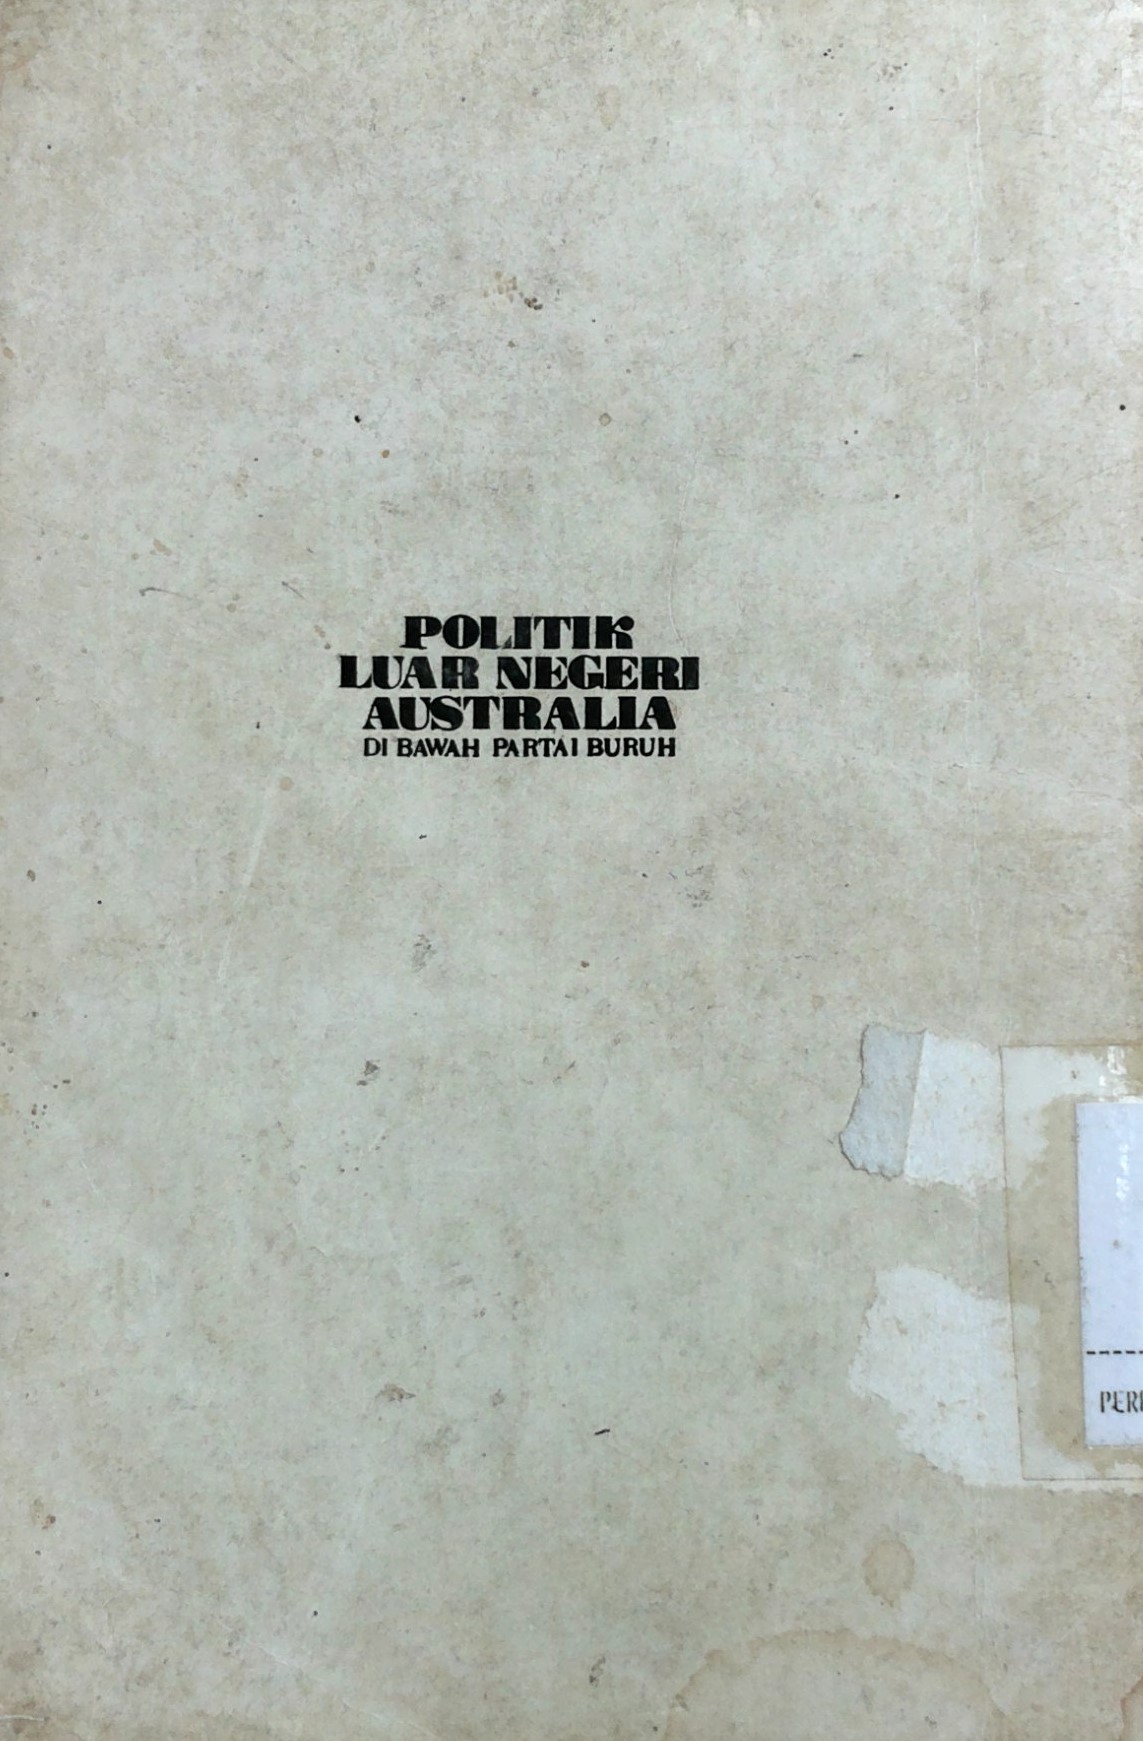 POLITIK
LUAR NEGERI
AUSTRALIA
DI BAWAH PARTAI BURUH